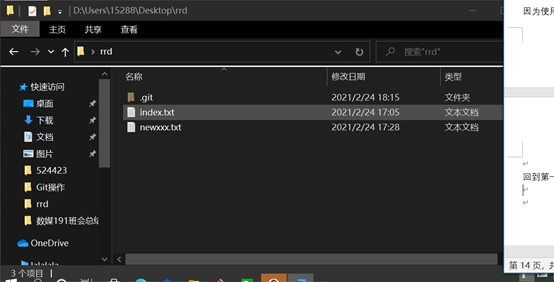 D:\Users\15288\Desktop\rrd
因为使用
文件
主页
共享
查看
rrd
搜索"rrd"
名称
修改日期
类型
快速访问
桌面
下载
文档
图片
524423
Git操作
rrd
数媒191班会总结
OneDrive
.git
2021/2/24 18:15
文件夹
index.txt
2021/2/24 17:05
文本文档
newxxx.txt
2021/2/24 17:28
文本文档
回到第一
3 个项目
第 14 页，共